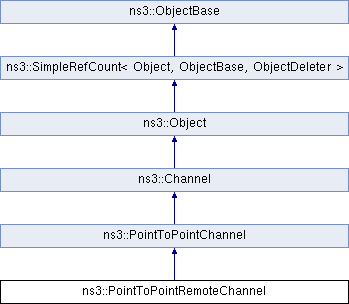 ns3::ObjectBase
ns3::SimpleRefCount< Object, ObjectBase, ObjectDeleter >
ns3::Object
ns3::Channel
ns3::PointToPointChannel
ns3::PointToPointRemoteChannel